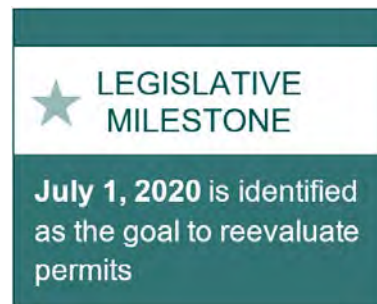 LEGISLATIVE
MILESTONE
July 1, 2020 is identified
as the goal to reevaluate
permits